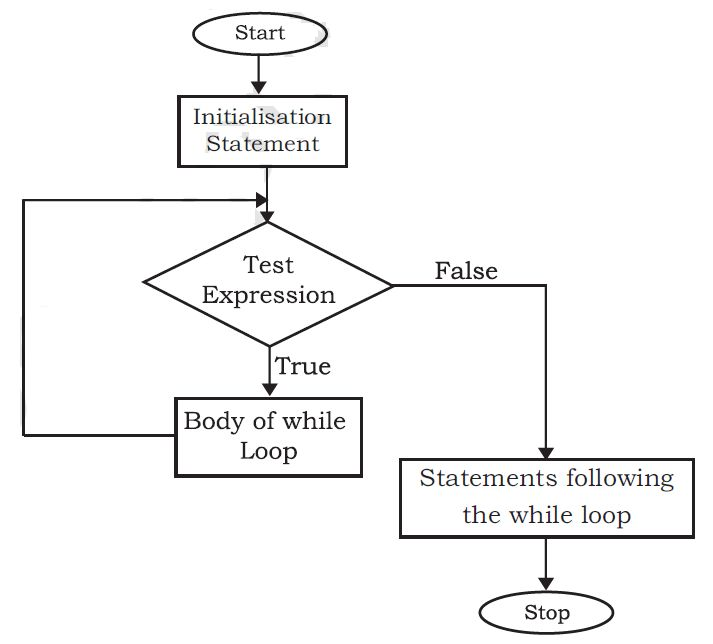 Start
Initialisation
Statement
Test
Expression
False
True
Body of while
Loop
Statements following
the while loop
Stop